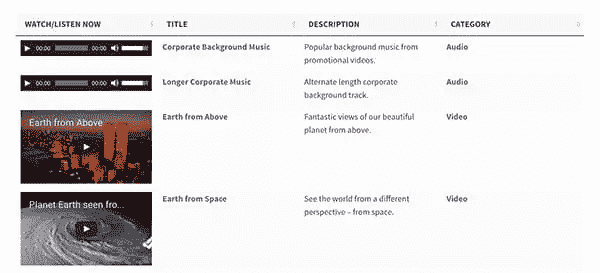 WATCH/LISTEN NOW TITLE DESCRIPTION CATEGORY
00:00 00:00 Corporate Background Music Popular background music from Audio
promotional videos.
00:00 00:00 Longer Corporate Music Alternate length corporate Audio
background track.
Earth from Above Earth from Above Fantastic views of our beautiful Video
planet from above.
Planet Earth seen fro... Earth from Space See the world from a different Video
perspective – from space.